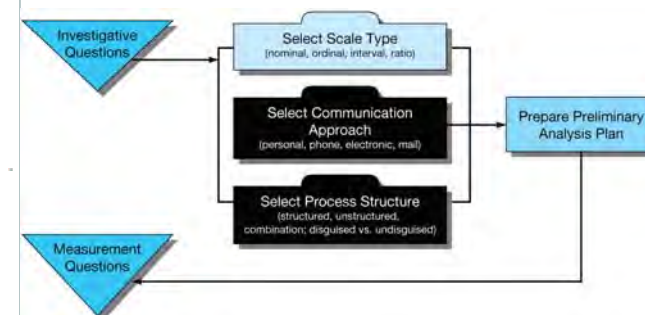 Investigative
Questions
Select Scale Type
(nominal, ordinal, interval, ratio)
Select Communication
Approach
(personal, phone, electronic, mail)
Prepare Preliminary
Analysis Plan
Select Process Structure
(structured, unstructured,
combination; disguised vs. undisguised)
Measurement
Questions